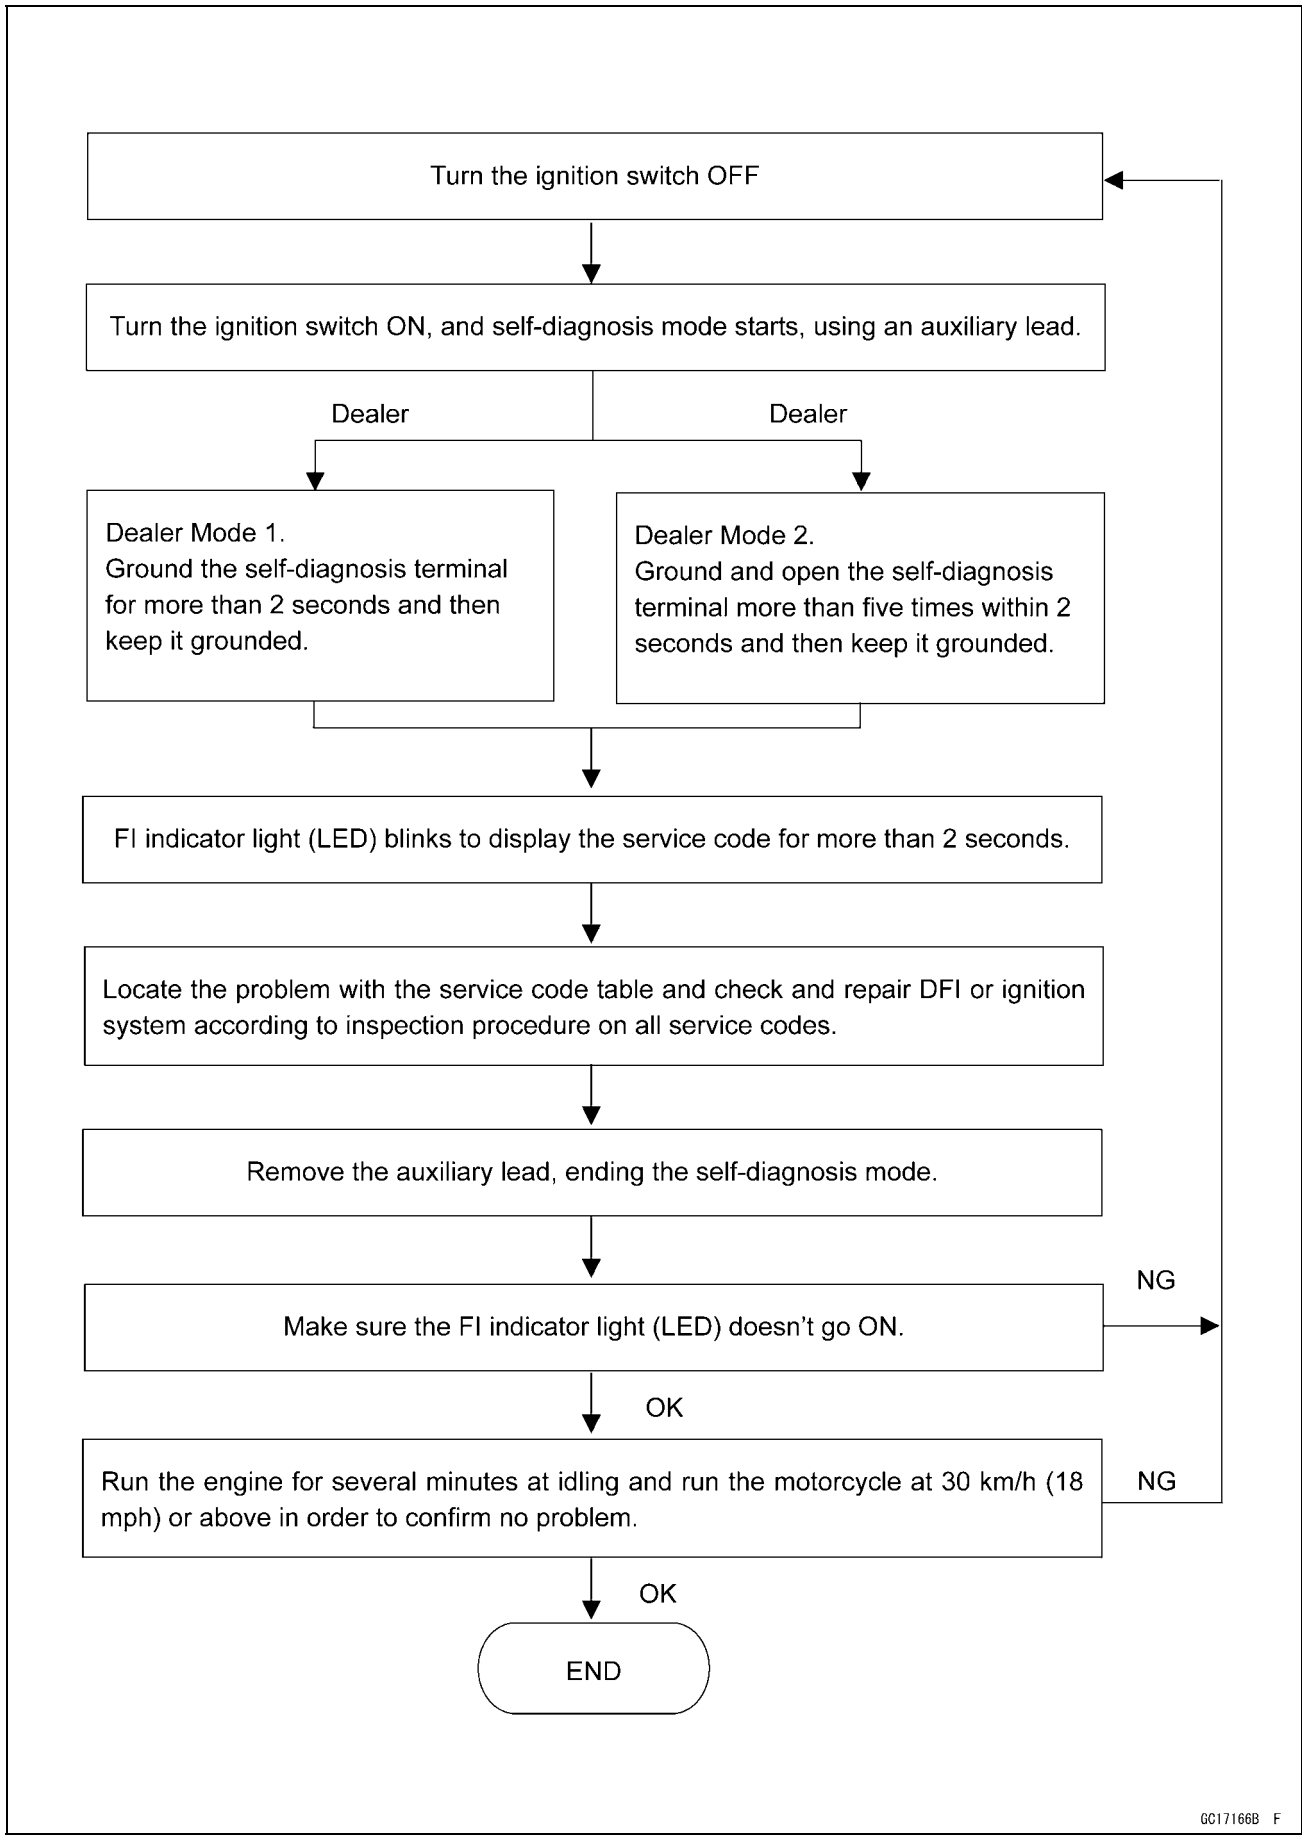 Turn the ignition switch OFF
Turn the ignition switch ON, and self-diagnosis mode starts, using an auxiliary lead.
Dealer
Dealer
Dealer Mode 1.
Ground the self-diagnosis terminal
for more than 2 seconds and then
keep it grounded.
Dealer Mode 2.
Ground and open the self-diagnosis
terminal more than five times within 2
seconds and then keep it grounded.
FI indicator light (LED) blinks to display the service code for more than 2 seconds.
Locate the problem with the service code table and check and repair DFI or ignition
system according to inspection procedure on all service codes.
Remove the auxiliary lead, ending the self-diagnosis mode.
NG
Make sure the FI indicator light (LED) doesn't go ON.
OK
Run the engine for several minutes at idling and run the motorcycle at 30 km/h (18
mph) or above in order to confirm no problem.
NG
OK
END
GC17166B F